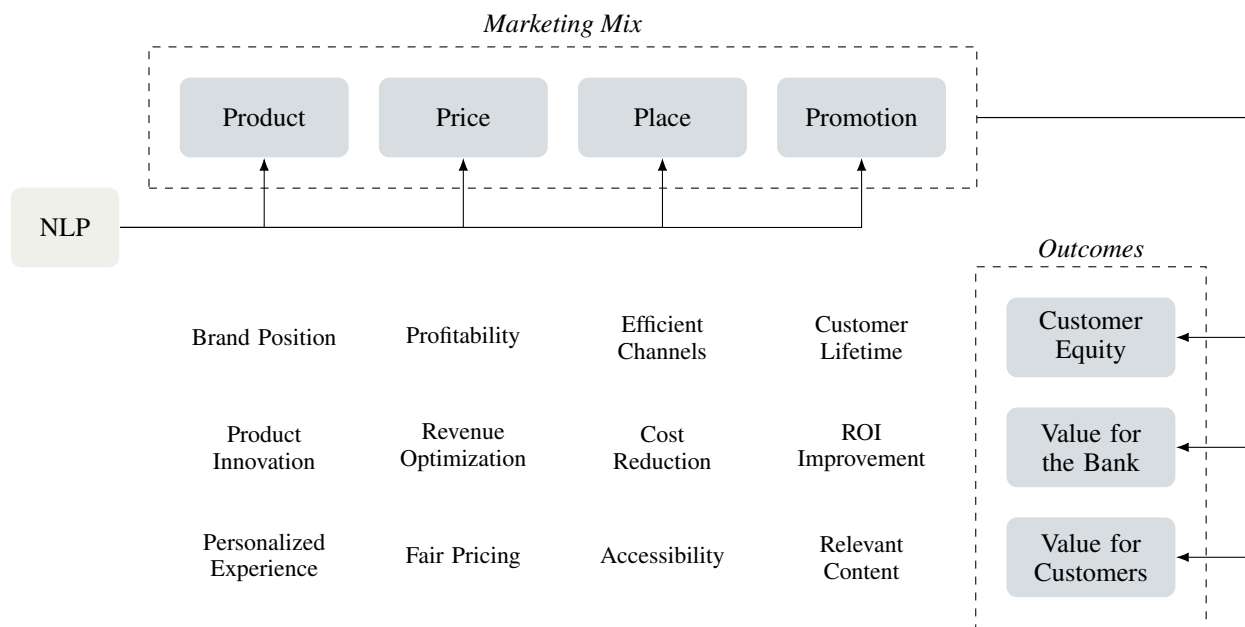 Marketing Mix
Product
Price
Place
Promotion
NLP
Outcomes
Brand Position
Profitability
Efficient
Channels
Customer
Lifetime
Customer
Equity
Product
Innovation
Revenue
Optimization
Cost
Reduction
ROI
Improvement
Value for
the Bank
Personalized
Experience
Fair Pricing
Accessibility
Relevant
Content
Value for
Customers